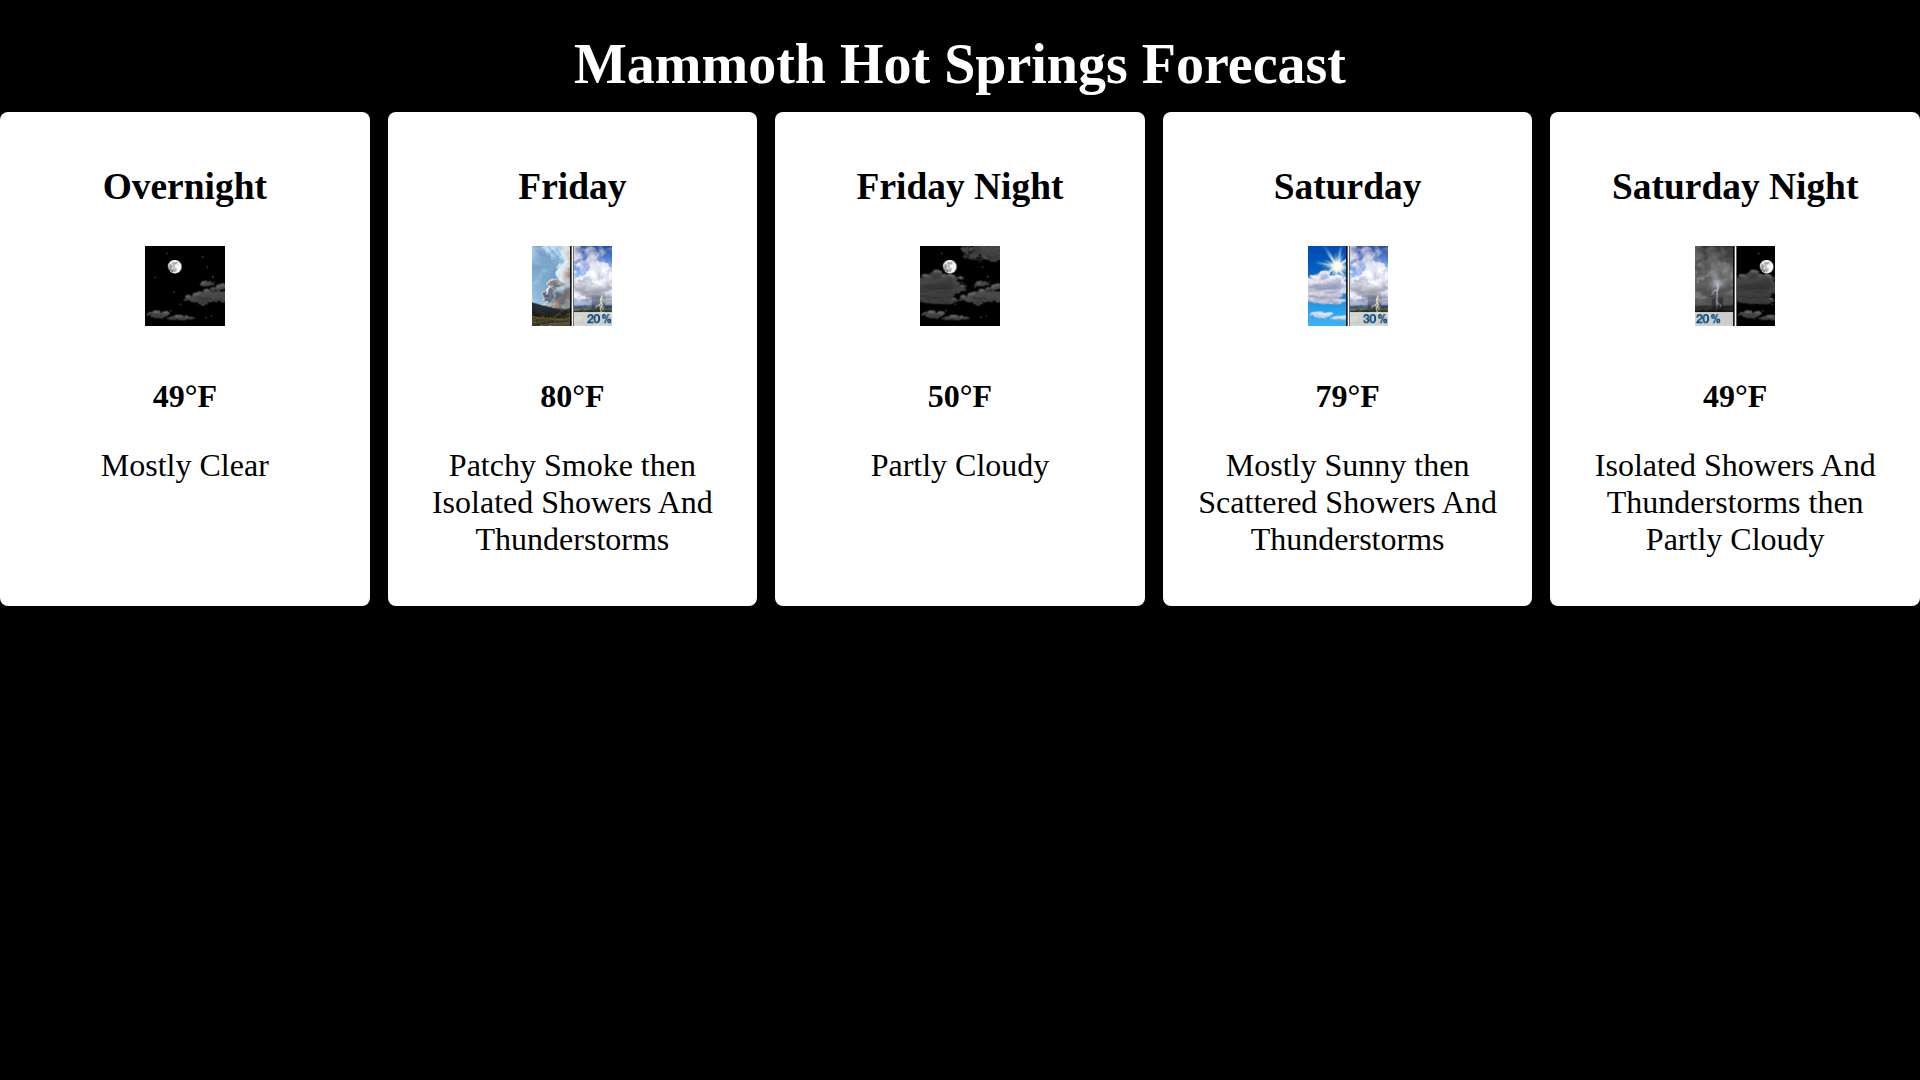 Mammoth Hot Springs Forecast
Overnight
49°F
Mostly Clear
Friday
20%
80°F
Patchy Smoke then
Isolated Showers And
Thunderstorms
Friday Night
50°F
Partly Cloudy
Saturday
30%
79°F
Mostly Sunny then
Scattered Showers And
Thunderstorms
Saturday Night
20%
49°F
Isolated Showers And
Thunderstorms then
Partly Cloudy